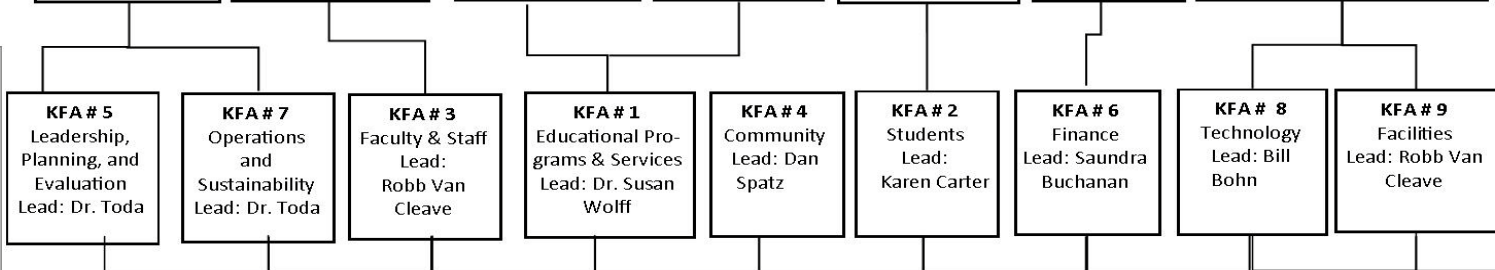 KFA # 5
Leadership,
Planning, and
Evaluation
Lead: Dr. Toda
KFA # 7
Operations
and
Sustainability
Lead: Dr. Toda
KFA # 3
Faculty & Staff
Lead:
Robb Van
Cleave
KFA # 1
Educational Pro-
grams & Services
Lead: Dr. Susan
Wolff
KFA # 4
Community
Lead: Dan
Spatz
KFA # 2
Students
Lead:
Karen Carter
KFA # 6
Finance
Lead: Saundra
Buchanan
KFA # 8
Technology
Lead: Bill
Bohn
KFA # 9
Facilities
Lead: Robb Van
Cleave